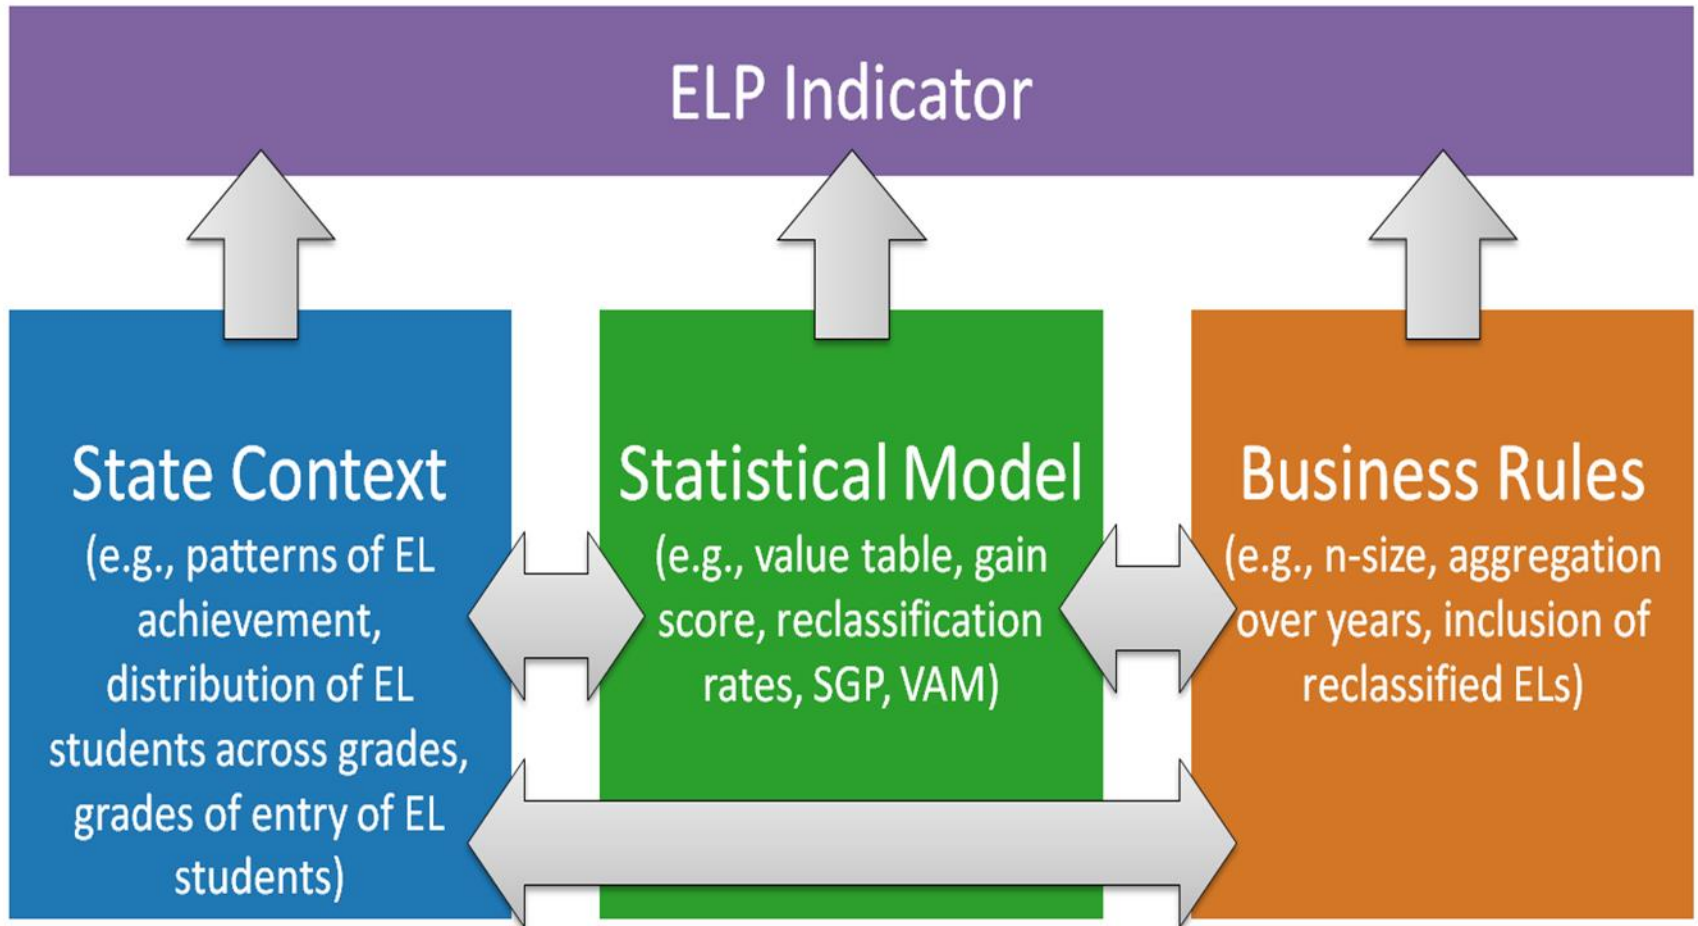 ELP Indicator
State Context
(e.g., patterns of EL
achievement,
distribution of EL
students across grades,
grades of entry of EL
students)
Statistical Model
(e.g., value table, gain
score, reclassification
rates, SGP, VAM)
Business Rules
(e.g., n-size, aggregation
over years, inclusion of
reclassified ELs)